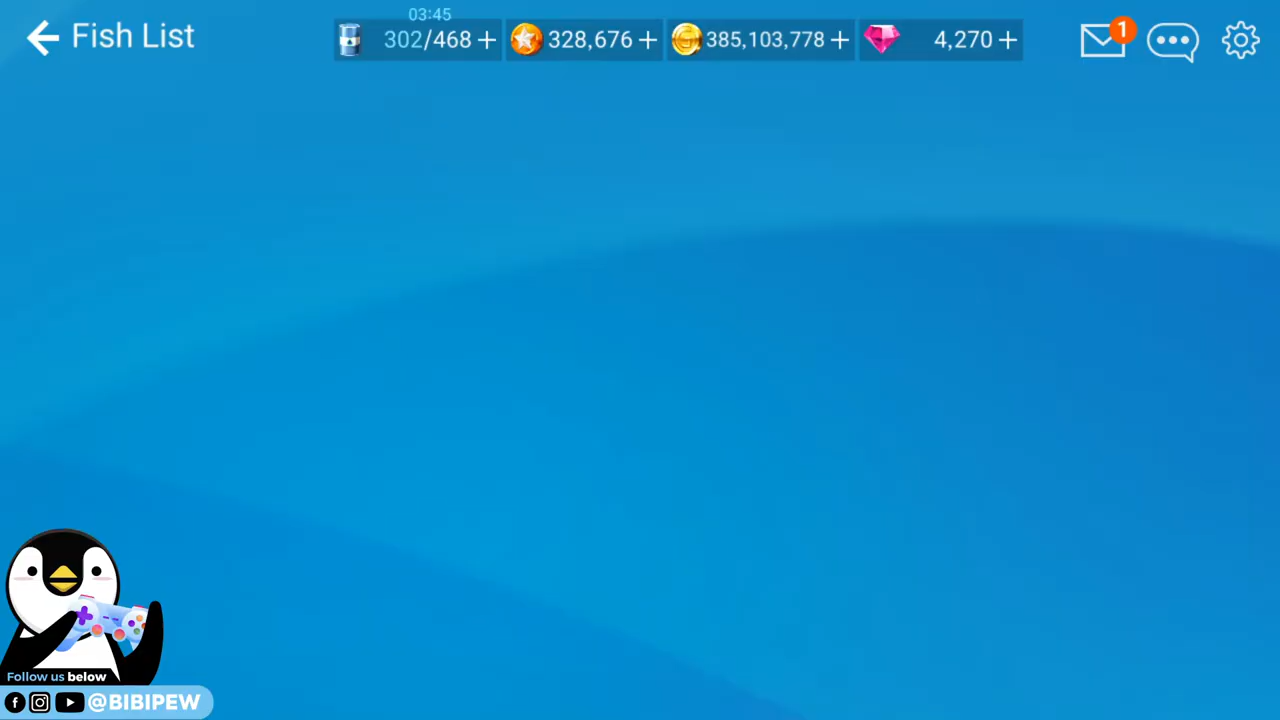 03:45
Fish List
302/468 +
328,676 +
385,103,778 +
4,270 +
1
Follow us below
@BIBIPEW